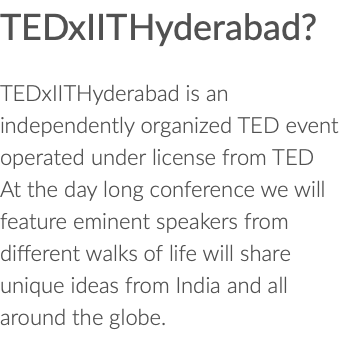 TEDxIITHyderabad?
TEDxIITHyderabad is an
independently organized TED event
operated under license from TED
At the day long conference we will
feature eminent speakers from
different walks of life will share
unique ideas from India and all
around the globe.